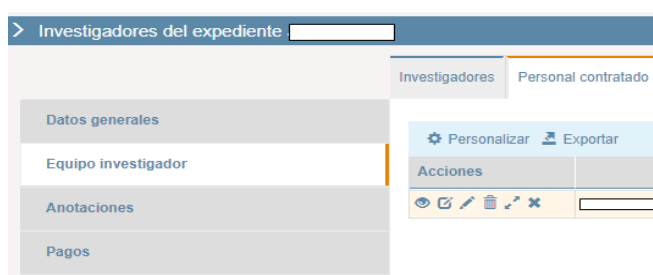 Investigadores del expediente
Investigadores Personal contratado
Datos generales
Equipo investigador
Anotaciones
Pagos
Personalizar Exportar
Acciones